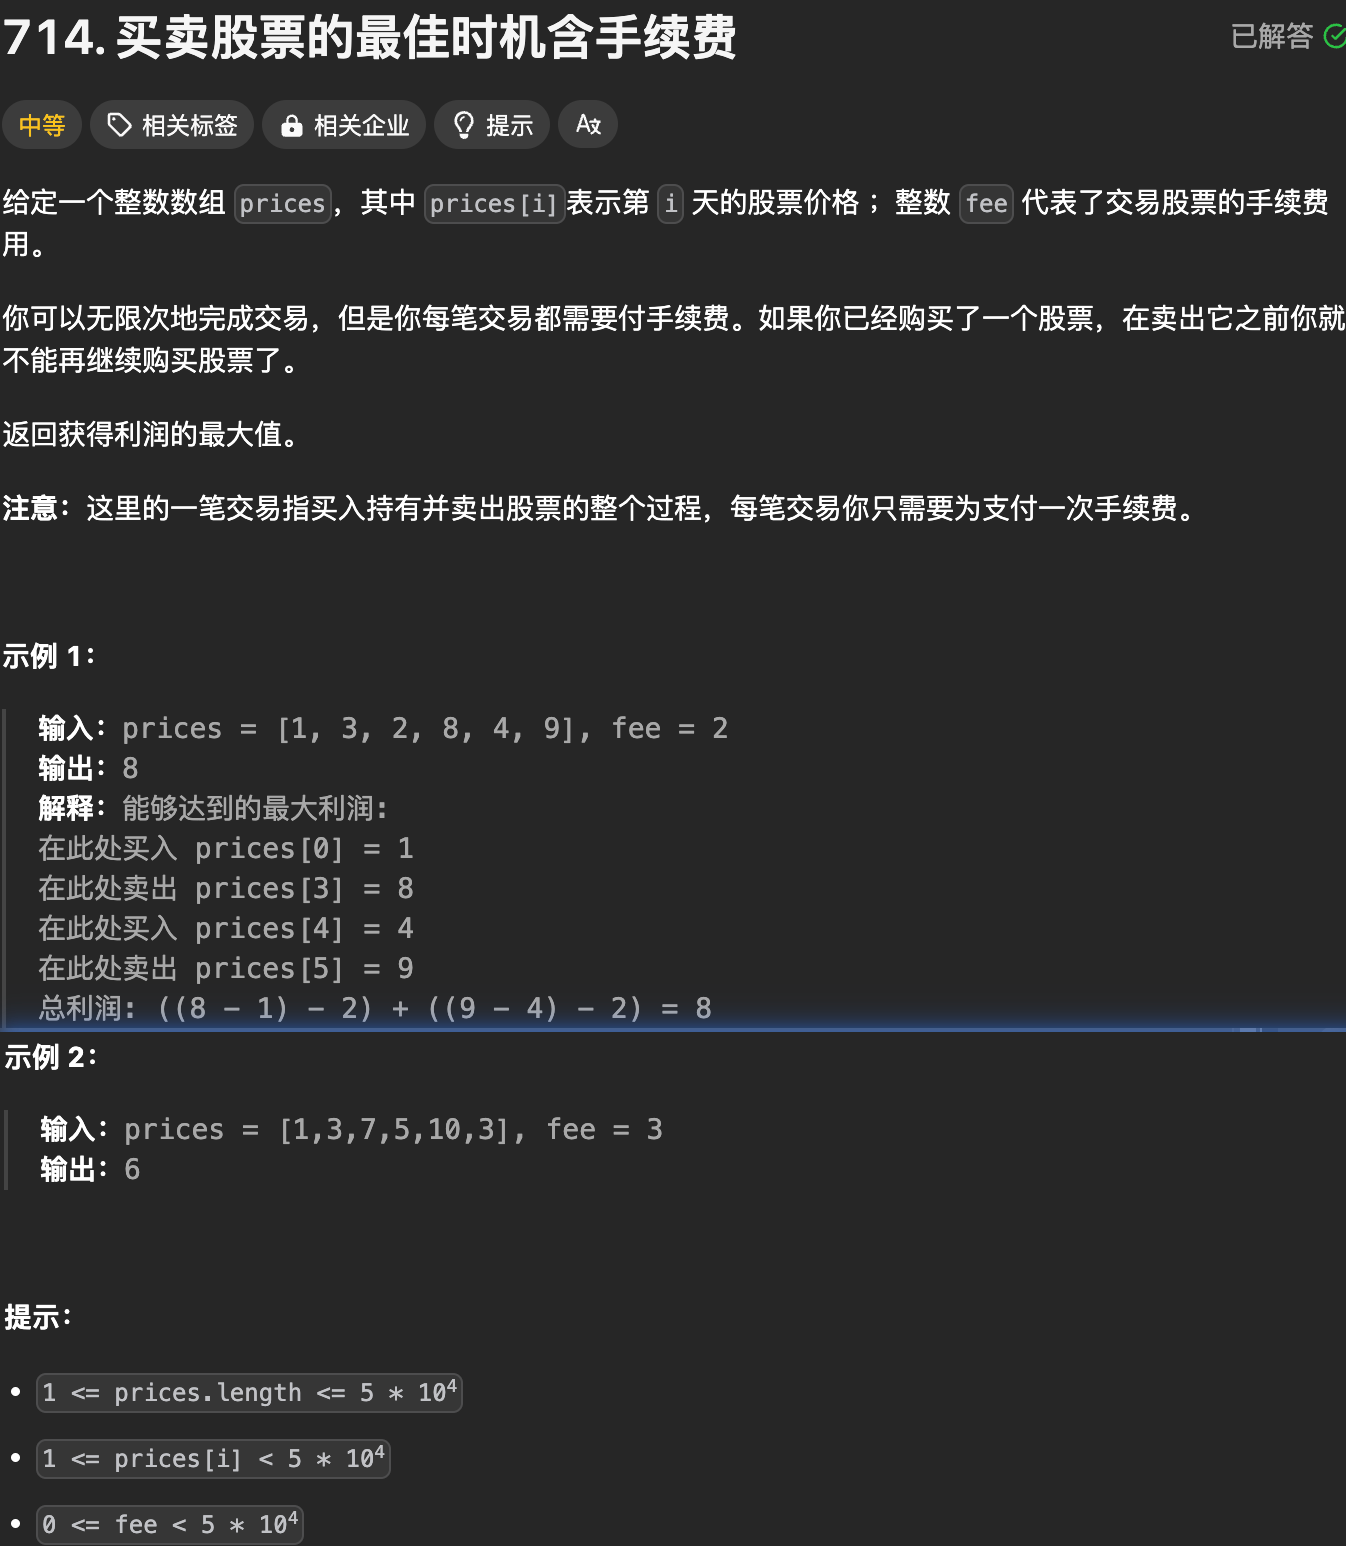 714. 买卖股票的最佳时机含手续费
已解答
中等 相关标签 相关企业 提示 A文
给定一个整数数组 prices，其中 prices[i]表示第 i 天的股票价格；整数 fee 代表了交易股票的手续费
用。
你可以无限次地完成交易，但是你每笔交易都需要付手续费。如果你已经购买了一个股票，在卖出它之前你就
不能再继续购买股票了。
返回获得利润的最大值。
注意：这里的一笔交易指买入持有并卖出股票的整个过程，每笔交易你只需要为支付一次手续费。
示例 1：
输入：prices = [1, 3, 2, 8, 4, 9], fee = 2
输出：8
解释：能够达到的最大利润:
在此处买入 prices[0] = 1
在此处卖出 prices[3] = 8
在此处买入 prices[4] = 4
在此处卖出 prices[5] = 9
总利润: ((8 - 1) - 2) + ((9 - 4) - 2) = 8
示例 2：
输入：prices = [1,3,7,5,10,3], fee = 3
输出：6
提示：
• 1 <= prices.length <= 5 * 10⁴
• 1 <= prices[i] < 5 * 10⁴
• 0 <= fee < 5 * 10⁴